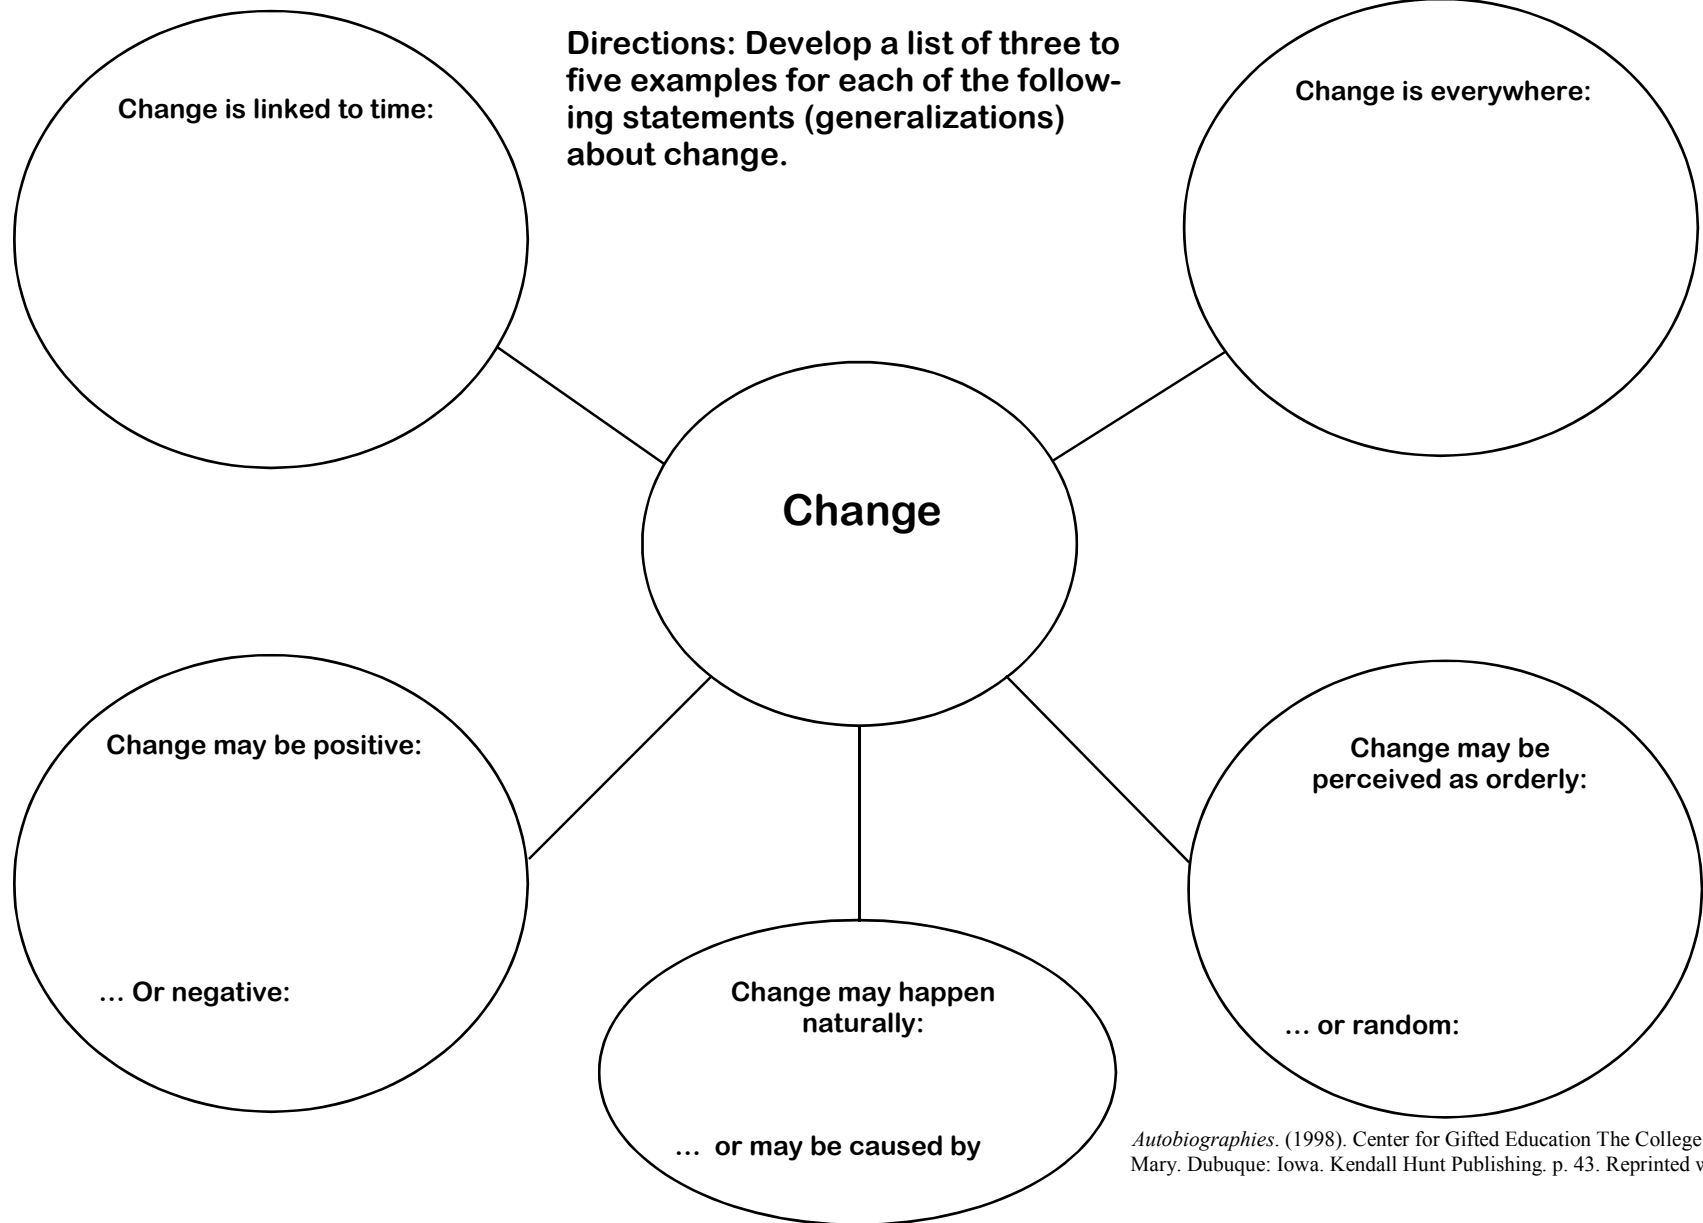 Directions: Develop a list of three to
five examples for each of the follow-
ing statements (generalizations)
about change.
Change is linked to time:
Change is everywhere:
Change
Change may be positive:
… Or negative:
Change may happen
naturally:
… or may be caused by
Change may be
perceived as orderly:
… or random:
Autobiographies. (1998). Center for Gifted Education The College
Mary. Dubuque: Iowa. Kendall Hunt Publishing. p. 43. Reprinted